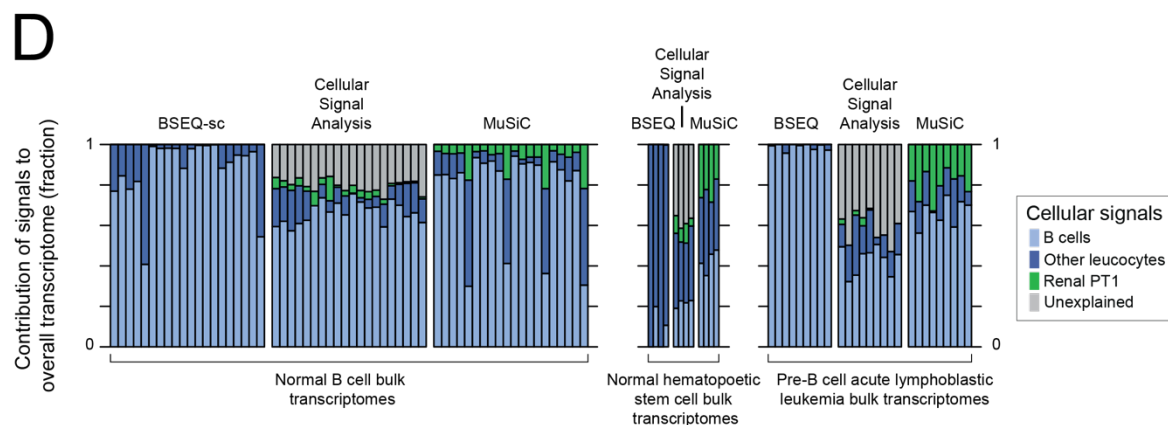 D
Contribution of signals to
overall transcriptome (fraction)
1
0
BSEQ-sc
Cellular
Signal
Analysis
MuSiC
Normal B cell bulk
transcriptomes
Cellular
Signal
Analysis
BSEQ
MuSiC
Normal hematopoetic
stem cell bulk
transcriptomes
BSEQ
Cellular
Signal
Analysis
MuSiC
Pre-B cell acute lymphoblastic
leukemia bulk transcriptomes
1
0
Cellular signals
B cells
Other leucocytes
Renal PT1
Unexplained